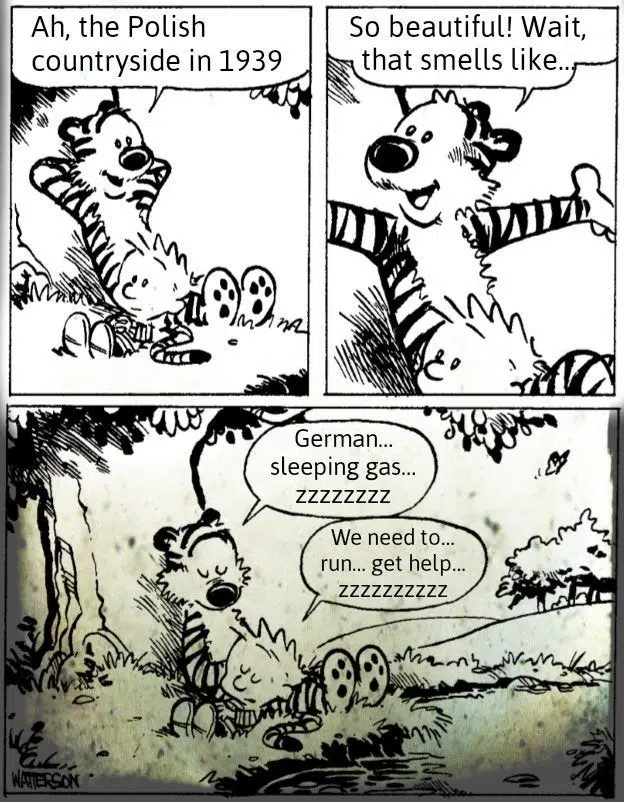 Ah, the Polish
countryside in 1939
So beautiful! Wait,
that smells like...
German...
sleeping gas...
zzzzzzzz
We need to...
run... get help...
zzzzzzzzzz
WATTERSON